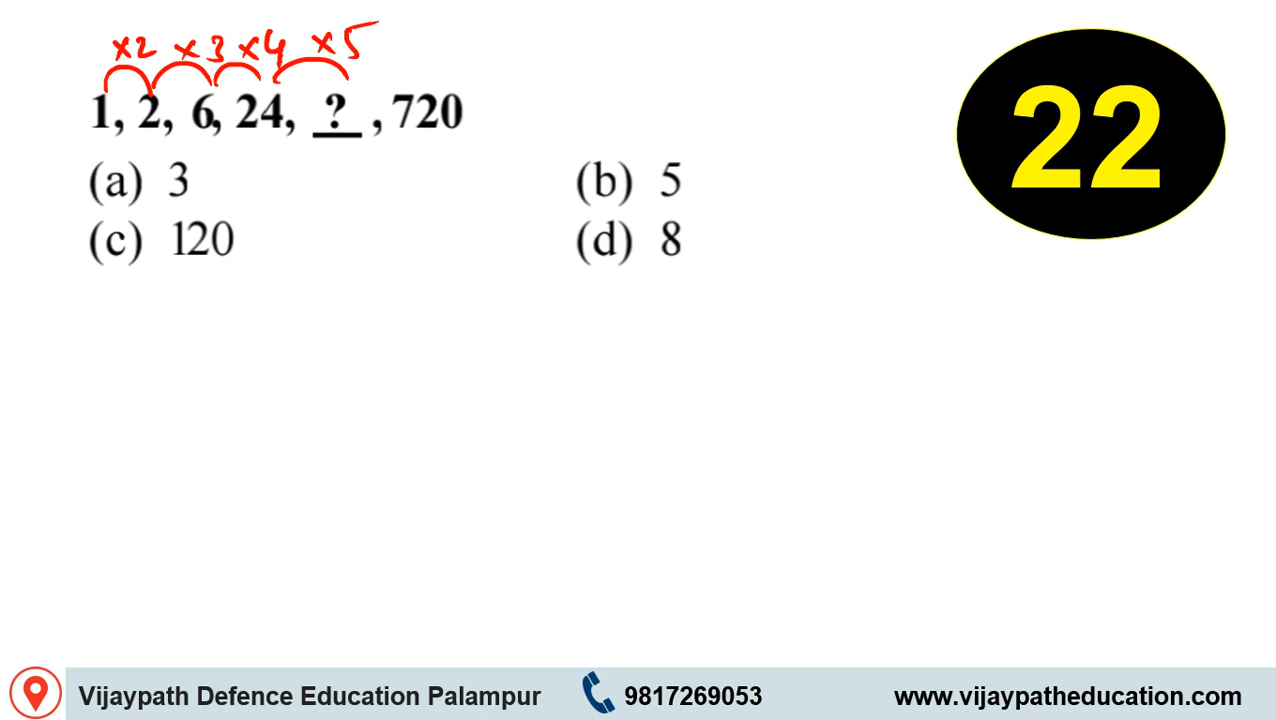 ×2 ×3 ×4 ×5
1, 2, 6, 24, ? , 720
22
(a) 3 (b) 5
(c) 120 (d) 8
Vijaypath Defence Education Palampur 9817269053 www.vijaypatheducation.com